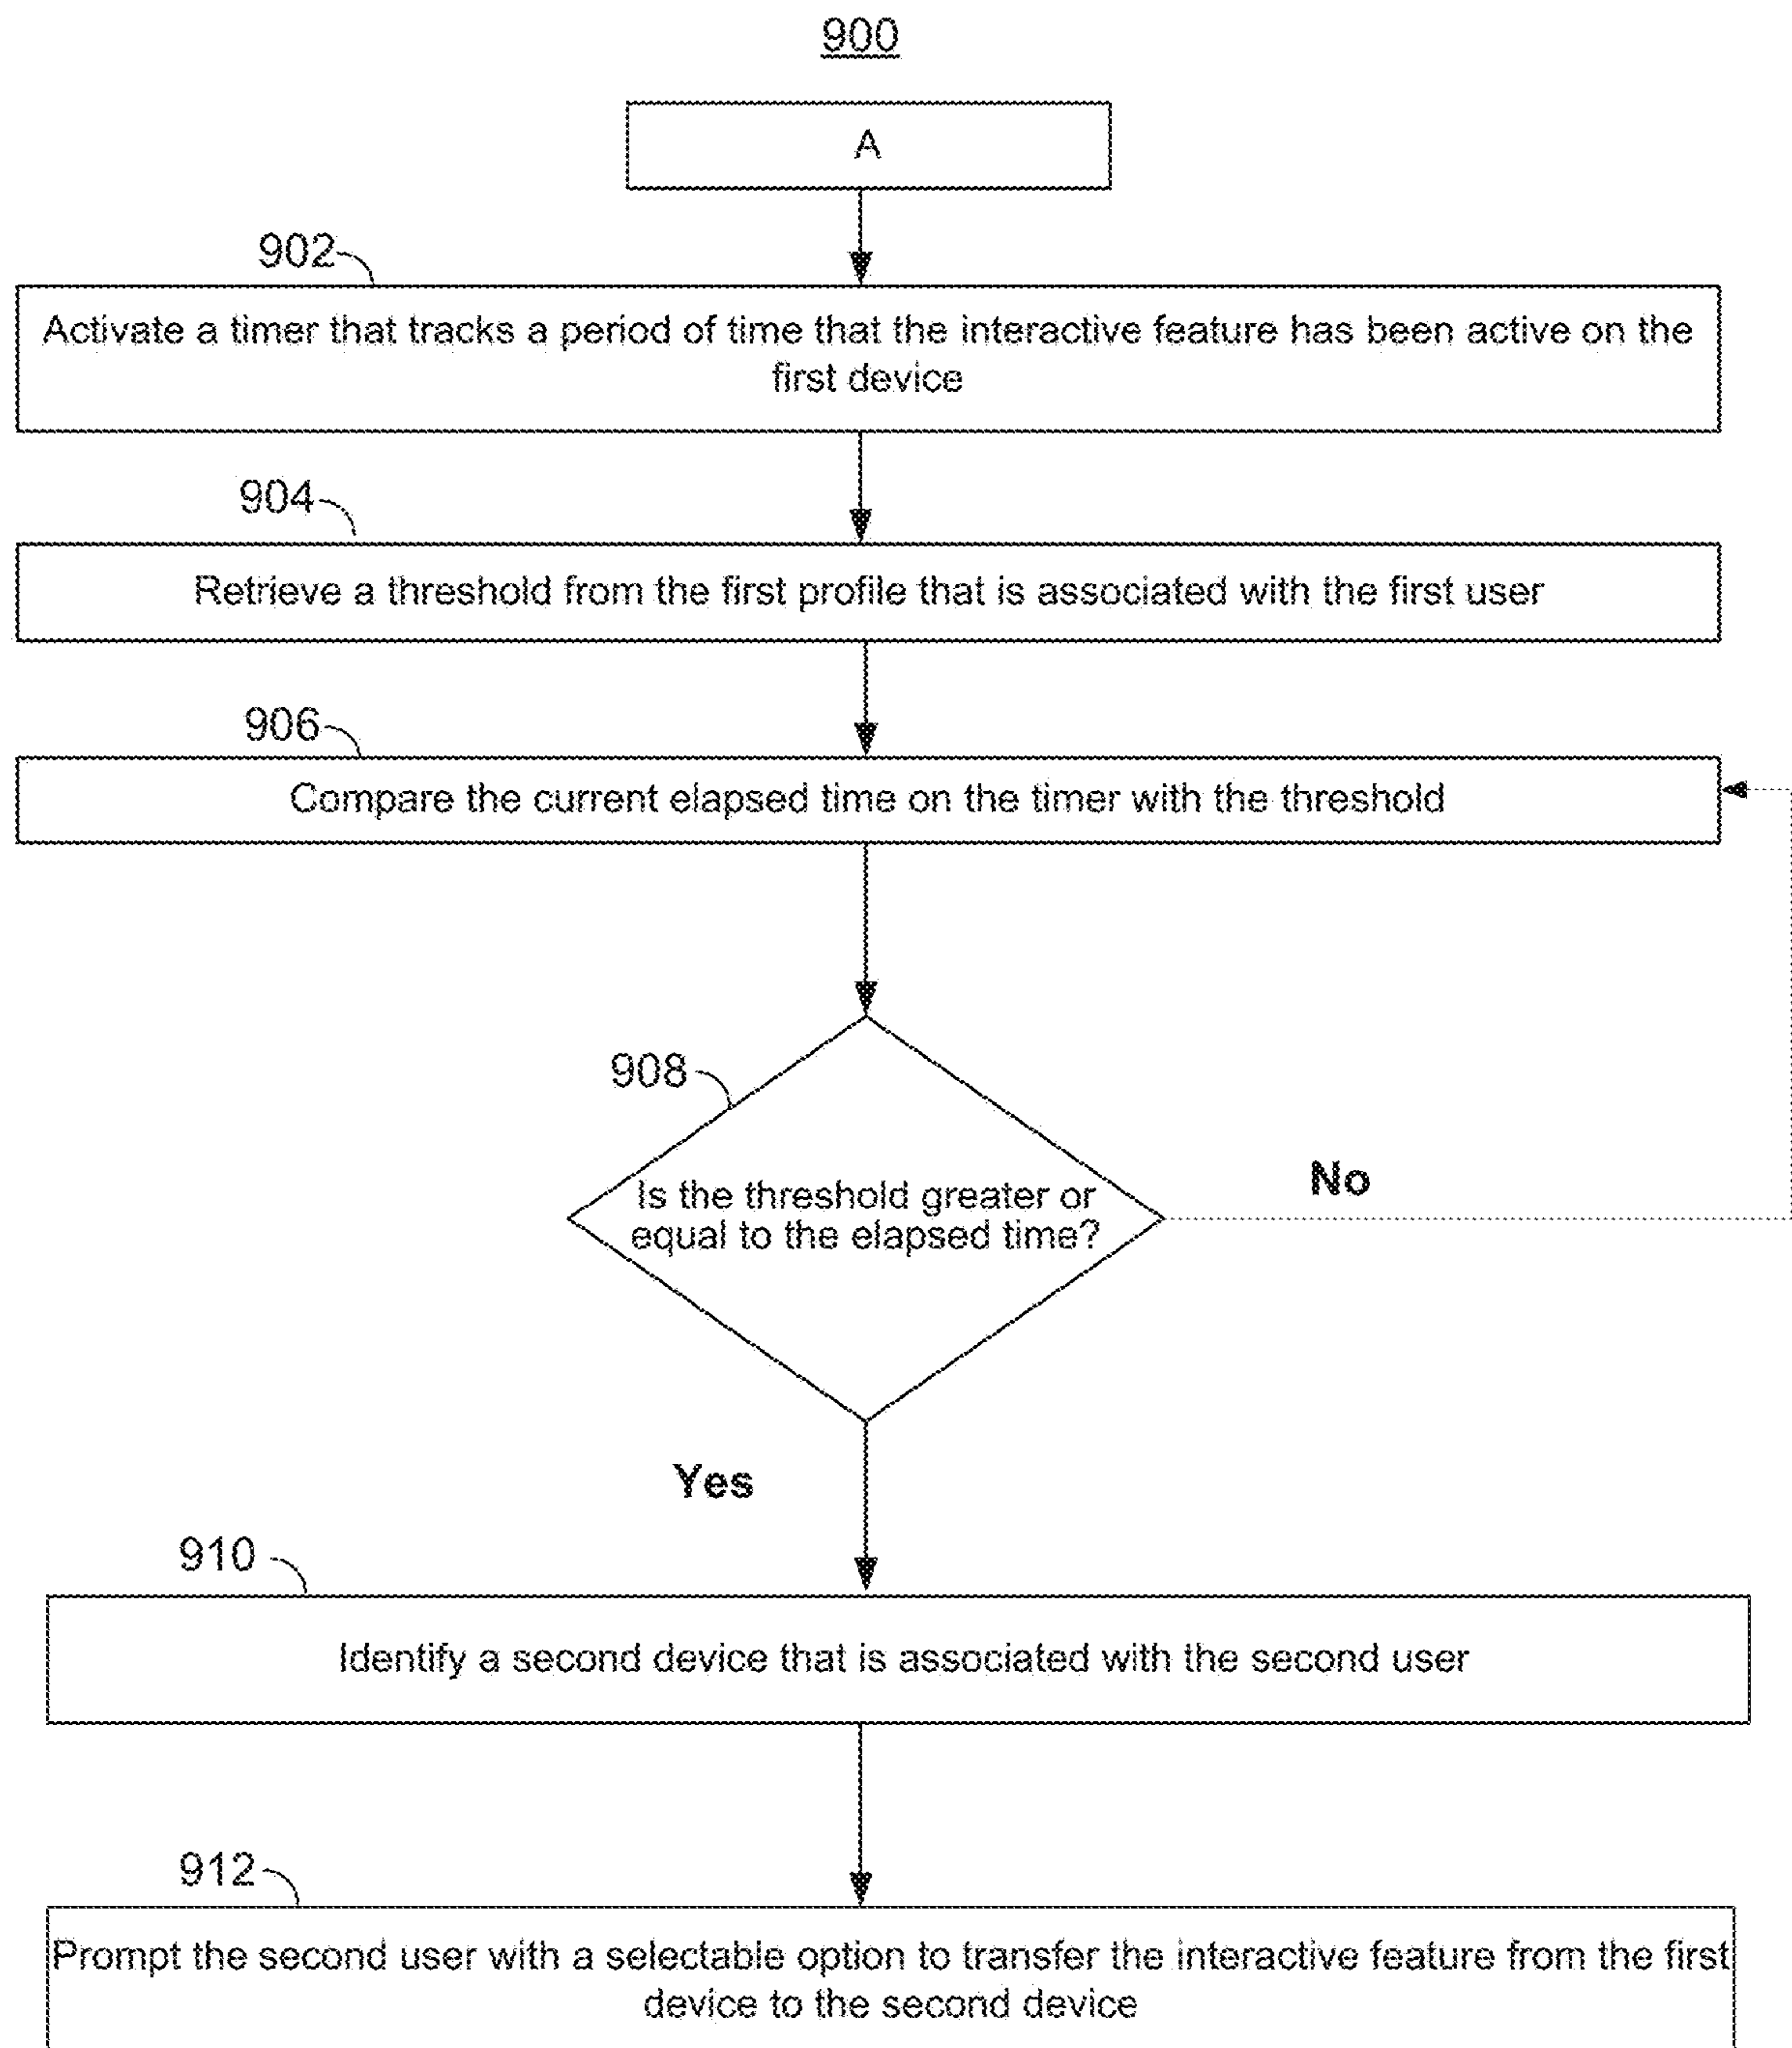 900
A
902
Activate a timer that tracks a period of time that the interactive feature has been active on the
first device
904
Retrieve a threshold from the first profile that is associated with the first user
906
Compare the current elapsed time on the timer with the threshold
908
Is the threshold greater or
equal to the elapsed time?
No
Yes
910
Identify a second device that is associated with the second user
912
Prompt the second user with a selectable option to transfer the interactive feature from the first
device to the second device